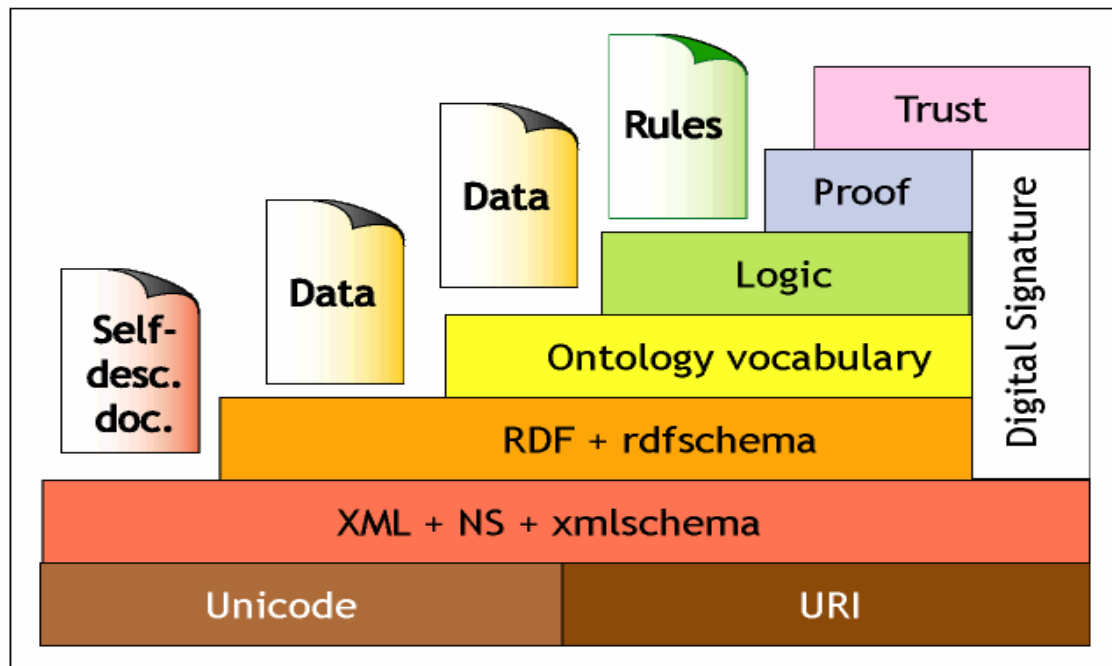 Rules
Trust
Data
Proof
Data
Logic
Self-
desc.
doc.
Ontology vocabulary
Digital Signature
RDF + rdfschema
XML + NS + xmlschema
Unicode
URI